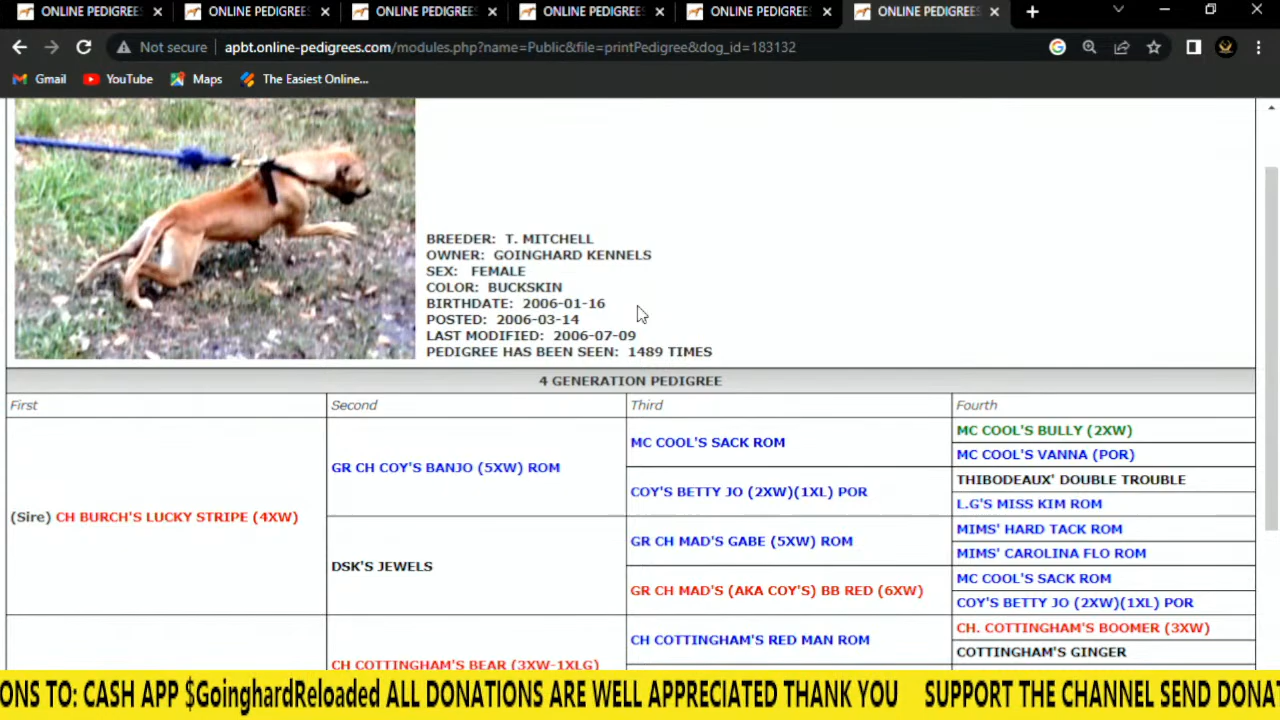 ONLINE PEDIGREES ONLINE PEDIGREES ONLINE PEDIGREES ONLINE PEDIGREES ONLINE PEDIGREES ONLINE PEDIGREES
Not secure apbt.online-pedigrees.com/modules.php?name=Public&file=printPedigree&dog_id=183132
Gmail YouTube Maps The Easiest Online...
BREEDER: T. MITCHELL
OWNER: GOINGHARD KENNELS
SEX: FEMALE
COLOR: BUCKSKIN
BIRTHDATE: 2006-01-16
POSTED: 2006-03-14
LAST MODIFIED: 2006-07-09
PEDIGREE HAS BEEN SEEN: 1489 TIMES
4 GENERATION PEDIGREE
First Second Third Fourth
(Sire) CH BURCH'S LUCKY STRIPE (4XW)
GR CH COY'S BANJO (5XW) ROM
DSK'S JEWELS
CH COTTINGHAM'S BEAR (3XW-1XLG)
MC COOL'S SACK ROM
COY'S BETTY JO (2XW)(1XL) POR
GR CH MAD'S GABE (5XW) ROM
GR CH MAD'S (AKA COY'S) BB RED (6XW)
CH COTTINGHAM'S RED MAN ROM
MC COOL'S BULLY (2XW)
MC COOL'S VANNA (POR)
THIBODEAUX' DOUBLE TROUBLE
L.G'S MISS KIM ROM
MIMS' HARD TACK ROM
MIMS' CAROLINA FLO ROM
MC COOL'S SACK ROM
COY'S BETTY JO (2XW)(1XL) POR
CH. COTTINGHAM'S BOOMER (3XW)
COTTINGHAM'S GINGER
ONS TO: CASH APP $GoinghardReloaded ALL DONATIONS ARE WELL APPRECIATED THANK YOU SUPPORT THE CHANNEL SEND DONAT